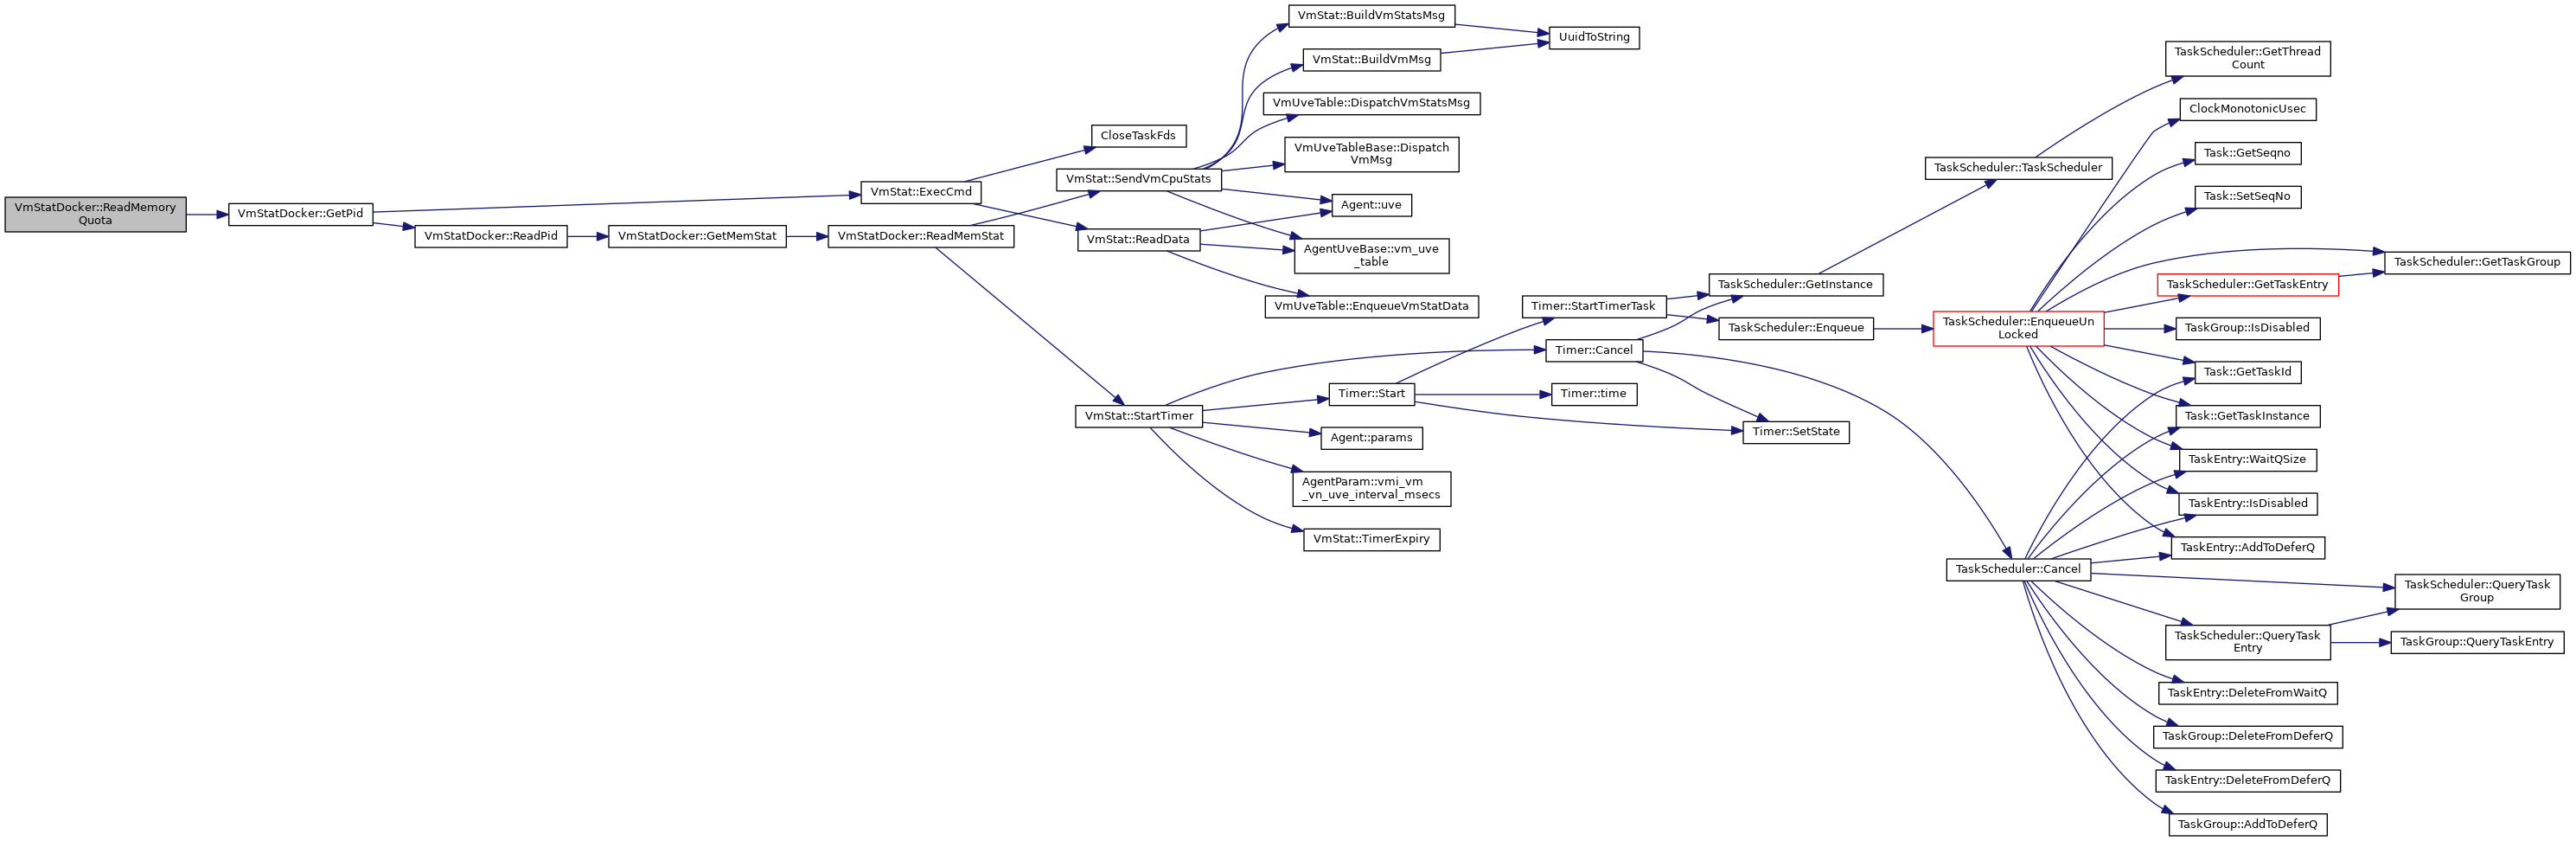 VmStatDocker::ReadMemory
Quota
VmStatDocker::GetPid
VmStat::ExecCmd
VmStatDocker::ReadPid
VmStatDocker::GetMemStat
VmStatDocker::ReadMemStat
CloseTaskFds
VmStat::SendVmCpuStats
VmStat::ReadData
VmStat::StartTimer
VmStat::BuildVmStatsMsg
VmStat::BuildVmMsg
VmUveTable::DispatchVmStatsMsg
VmUveTableBase::Dispatch
VmMsg
Agent::uve
AgentUveBase::vm_uve
_table
VmUveTable::EnqueueVmStatData
Timer::Start
Agent::params
AgentParam::vmi_vm
_vn_uve_interval_msecs
VmStat::TimerExpiry
UuidToString
Timer::StartTimerTask
Timer::Cancel
Timer::time
TaskScheduler::GetInstance
TaskScheduler::Enqueue
Timer::SetState
TaskScheduler::TaskScheduler
TaskScheduler::EnqueueUn
Locked
TaskScheduler::Cancel
TaskScheduler::GetThread
Count
ClockMonotonicUsec
Task::GetSeqno
Task::SetSeqNo
TaskScheduler::GetTaskGroup
TaskScheduler::GetTaskEntry
TaskGroup::IsDisabled
Task::GetTaskId
Task::GetTaskInstance
TaskEntry::WaitQSize
TaskEntry::IsDisabled
TaskEntry::AddToDeferQ
TaskScheduler::QueryTask
Group
TaskScheduler::QueryTask
Entry
TaskGroup::QueryTaskEntry
TaskEntry::DeleteFromWaitQ
TaskGroup::DeleteFromDeferQ
TaskEntry::DeleteFromDeferQ
TaskGroup::AddToDeferQ